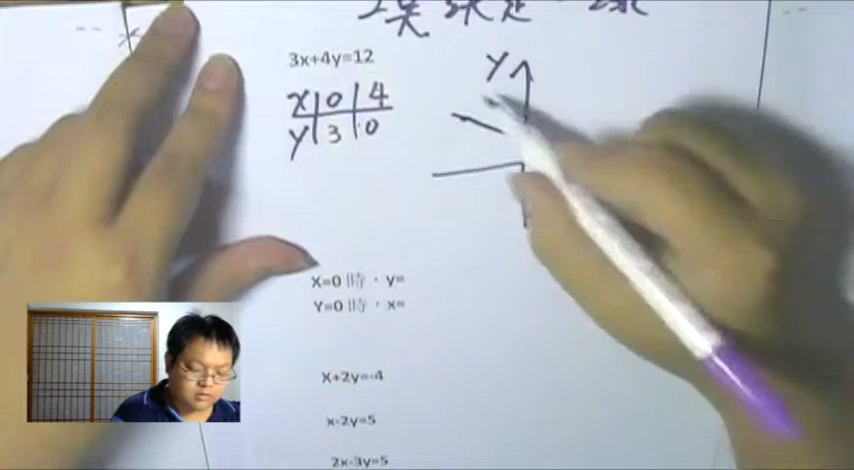 3x+4y=12
x 0 4
y 3 0
Y
X=0 時，y=
Y=0 時，x=
X+2y=-4
x-2y=5
2x-3y=5